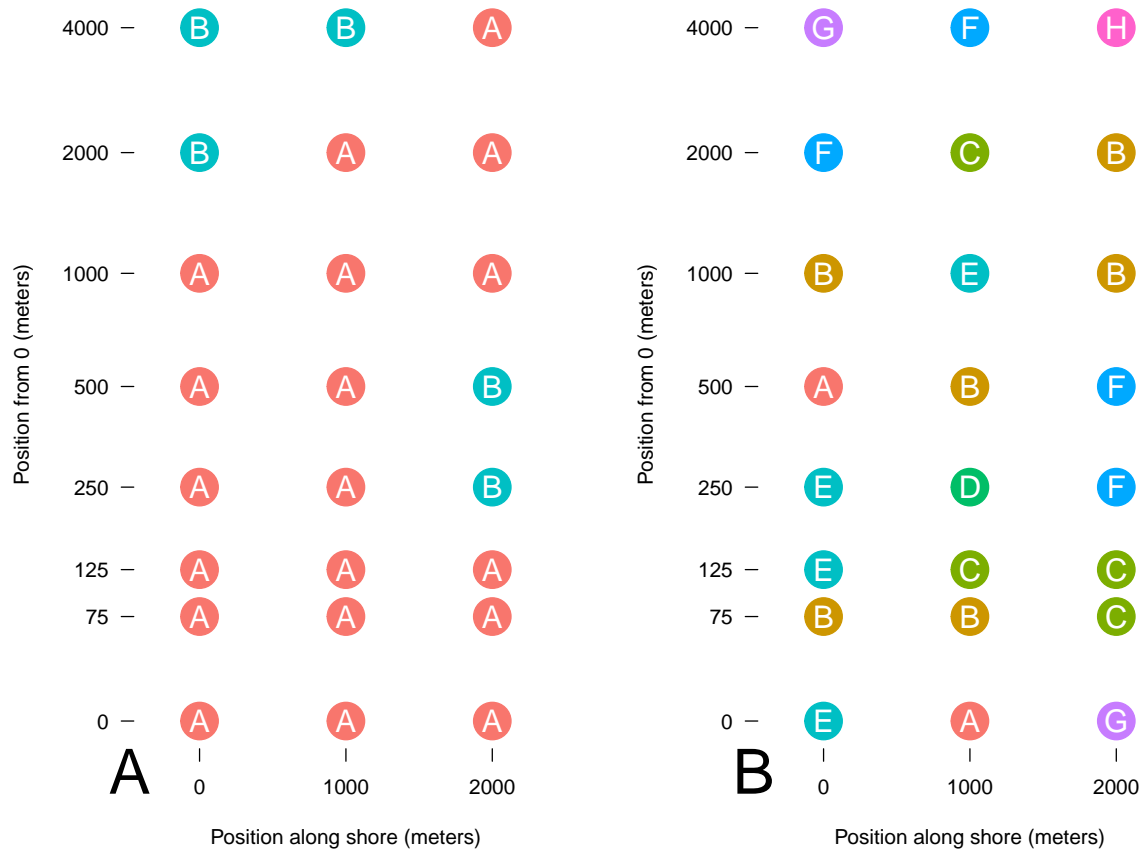 4000 B B A
2000 B A A
1000 A A A
500 A A B
250 A A B
125 A A A
75 A A A
0 A A A
A
0 1000 2000
Position along shore (meters)
Position from 0 (meters)
4000 G F H
2000 F C B
1000 B E B
500 A B F
250 E D F
125 E C C
75 B B C
0 E A G
B
0 1000 2000
Position along shore (meters)
Position from 0 (meters)